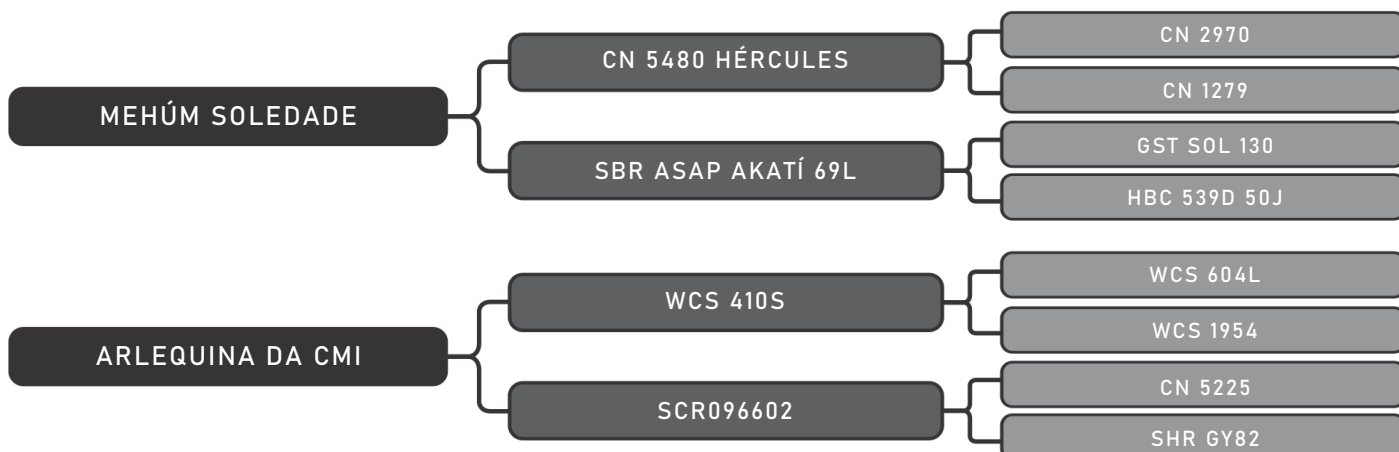 MEHÚM SOLEDADE
CN 5480 HÉRCULES
CN 2970
CN 1279
SBR ASAP AKATÍ 69L
GST SOL 130
HBC 539D 50J
ARLEQUINA DA CMI
WCS 410S
WCS 604L
WCS 1954
SCR096602
CN 5225
SHR GY82